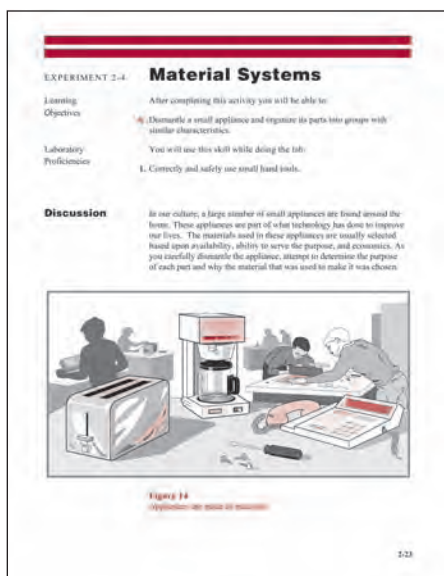 EXPERIMENT 2-4
Material Systems
Learning
Objectives
After completing this activity you will be able to:
Dismantle a small appliance and organize its parts into groups with
similar characteristics.
Laboratory
Proficiencies
You will use this skill while doing the lab:
1. Correctly and safely use small hand tools.
Discussion
In our culture, a large number of small appliances are found around the
home. These appliances are part of what technology has done to improve
our lives. The materials used in these appliances are usually selected
based upon availability, ability to serve the purpose, and economics. As
you carefully dismantle the appliance, attempt to determine the purpose
of each part and why the material that was used to make it was chosen.
Figure 14
Appliances are made of materials.
2-23